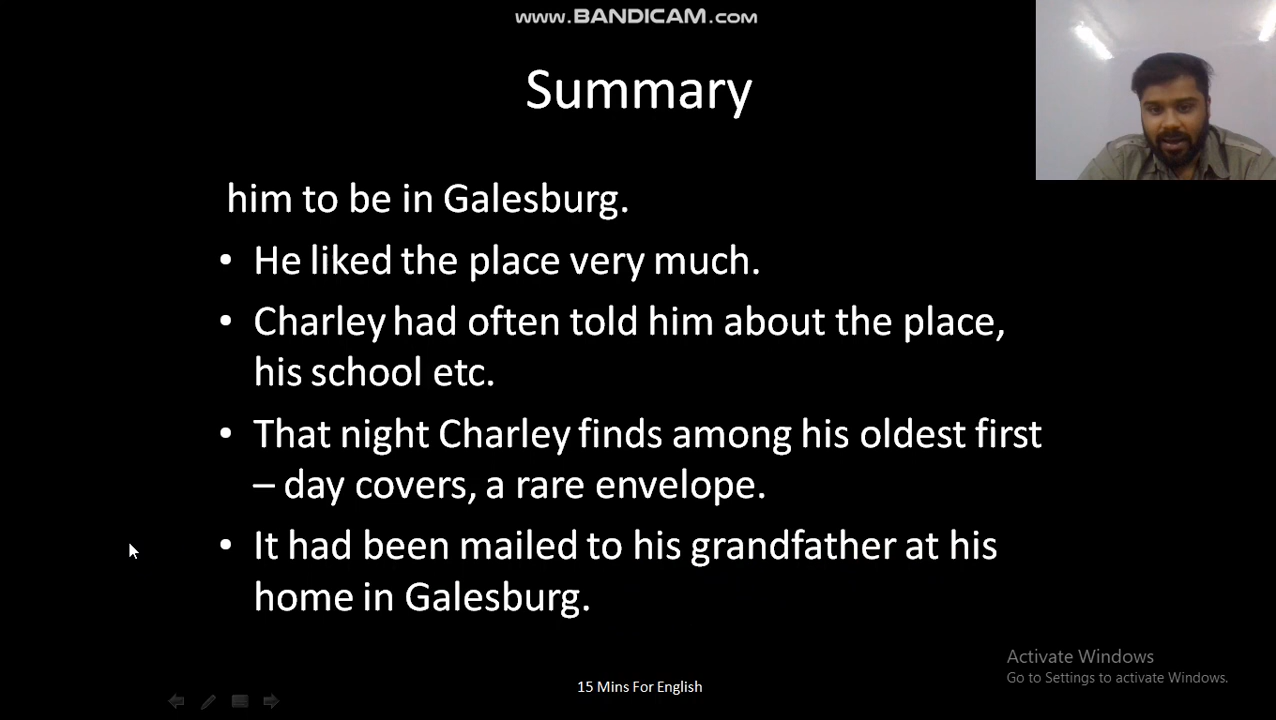 www.BANDICAM.com
Summary
him to be in Galesburg.
• He liked the place very much.
• Charley had often told him about the place,
his school etc.
• That night Charley finds among his oldest first
– day covers, a rare envelope.
• It had been mailed to his grandfather at his
home in Galesburg.
Activate Windows
Go to Settings to activate Windows.
15 Mins For English